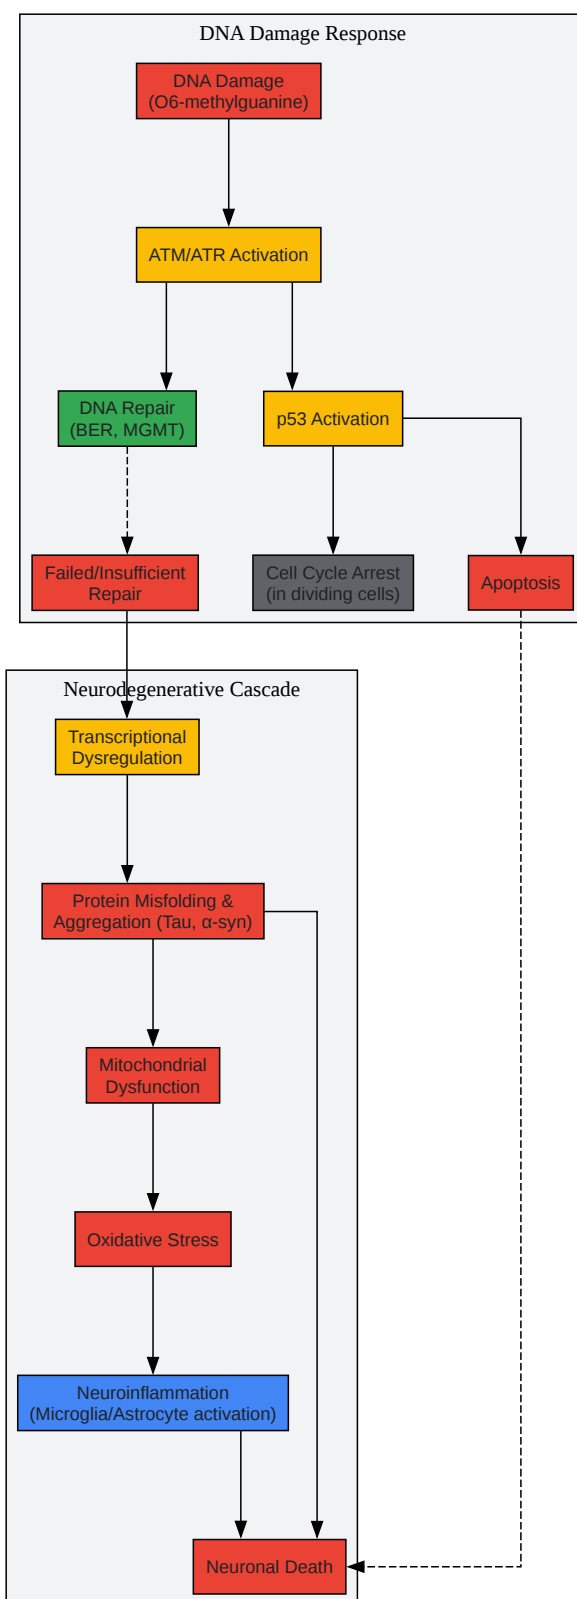 DNA Damage Response
DNA Damage
(O6-methylguanine)
ATM/ATR Activation
DNA Repair
(BER, MGMT)
p53 Activation
Failed/Insufficient
Repair
Cell Cycle Arrest
(in dividing cells)
Apoptosis
Neurodegenerative Cascade
Transcriptional
Dysregulation
Protein Misfolding &
Aggregation (Tau, α-syn)
Mitochondrial
Dysfunction
Oxidative Stress
Neuroinflammation
(Microglia/Astrocyte activation)
Neuronal Death